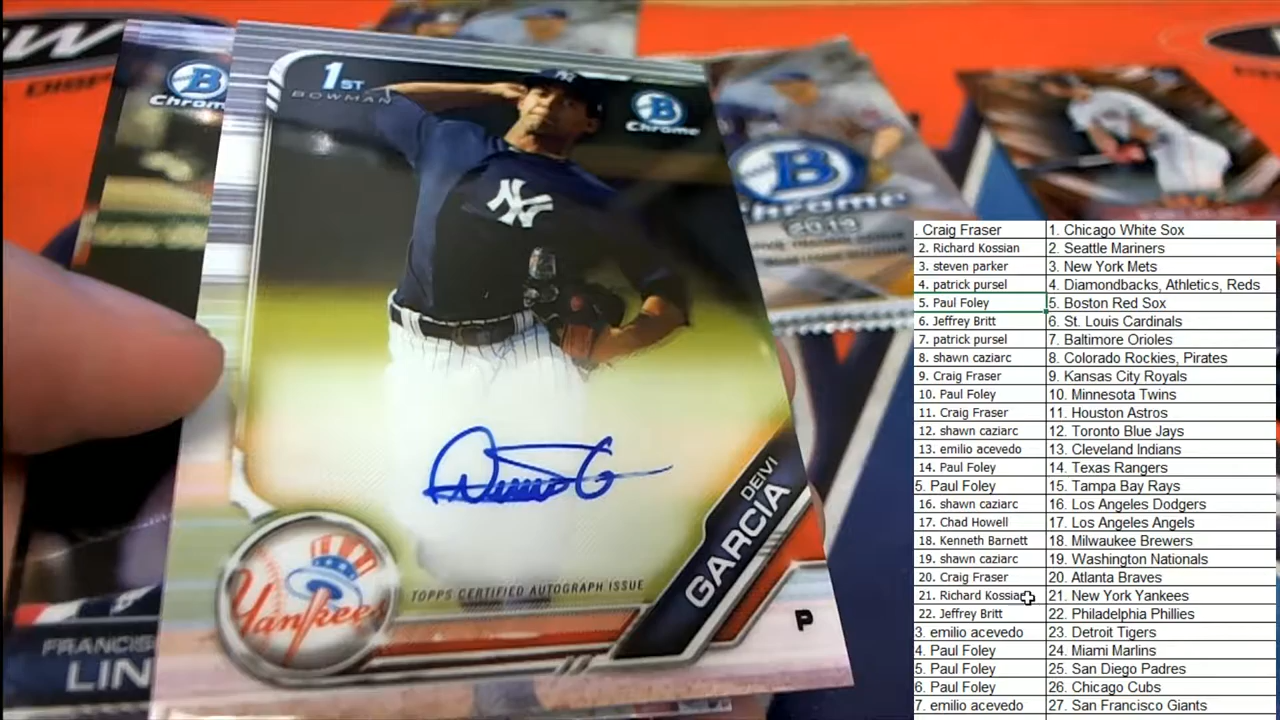 1ST
BOWMAN
B
Chrome
B
Chrome
B
Chrome
2019
NY
TOPPS CERTIFIED AUTOGRAPH ISSUE
DEIVI
GARCIA
P
Yankees
FRANCIS
LIN
. Craig Fraser 1. Chicago White Sox
2. Richard Kossian 2. Seattle Mariners
3. steven parker 3. New York Mets
4. patrick pursel 4. Diamondbacks, Athletics, Reds
5. Paul Foley 5. Boston Red Sox
6. Jeffrey Britt 6. St. Louis Cardinals
7. patrick pursel 7. Baltimore Orioles
8. shawn caziarc 8. Colorado Rockies, Pirates
9. Craig Fraser 9. Kansas City Royals
10. Paul Foley 10. Minnesota Twins
11. Craig Fraser 11. Houston Astros
12. shawn caziarc 12. Toronto Blue Jays
13. emilio acevedo 13. Cleveland Indians
14. Paul Foley 14. Texas Rangers
5. Paul Foley 15. Tampa Bay Rays
16. shawn caziarc 16. Los Angeles Dodgers
17. Chad Howell 17. Los Angeles Angels
18. Kenneth Barnett 18. Milwaukee Brewers
19. shawn caziarc 19. Washington Nationals
20. Craig Fraser 20. Atlanta Braves
21. Richard Kossian 21. New York Yankees
22. Jeffrey Britt 22. Philadelphia Phillies
3. emilio acevedo 23. Detroit Tigers
4. Paul Foley 24. Miami Marlins
5. Paul Foley 25. San Diego Padres
6. Paul Foley 26. Chicago Cubs
7. emilio acevedo 27. San Francisco Giants